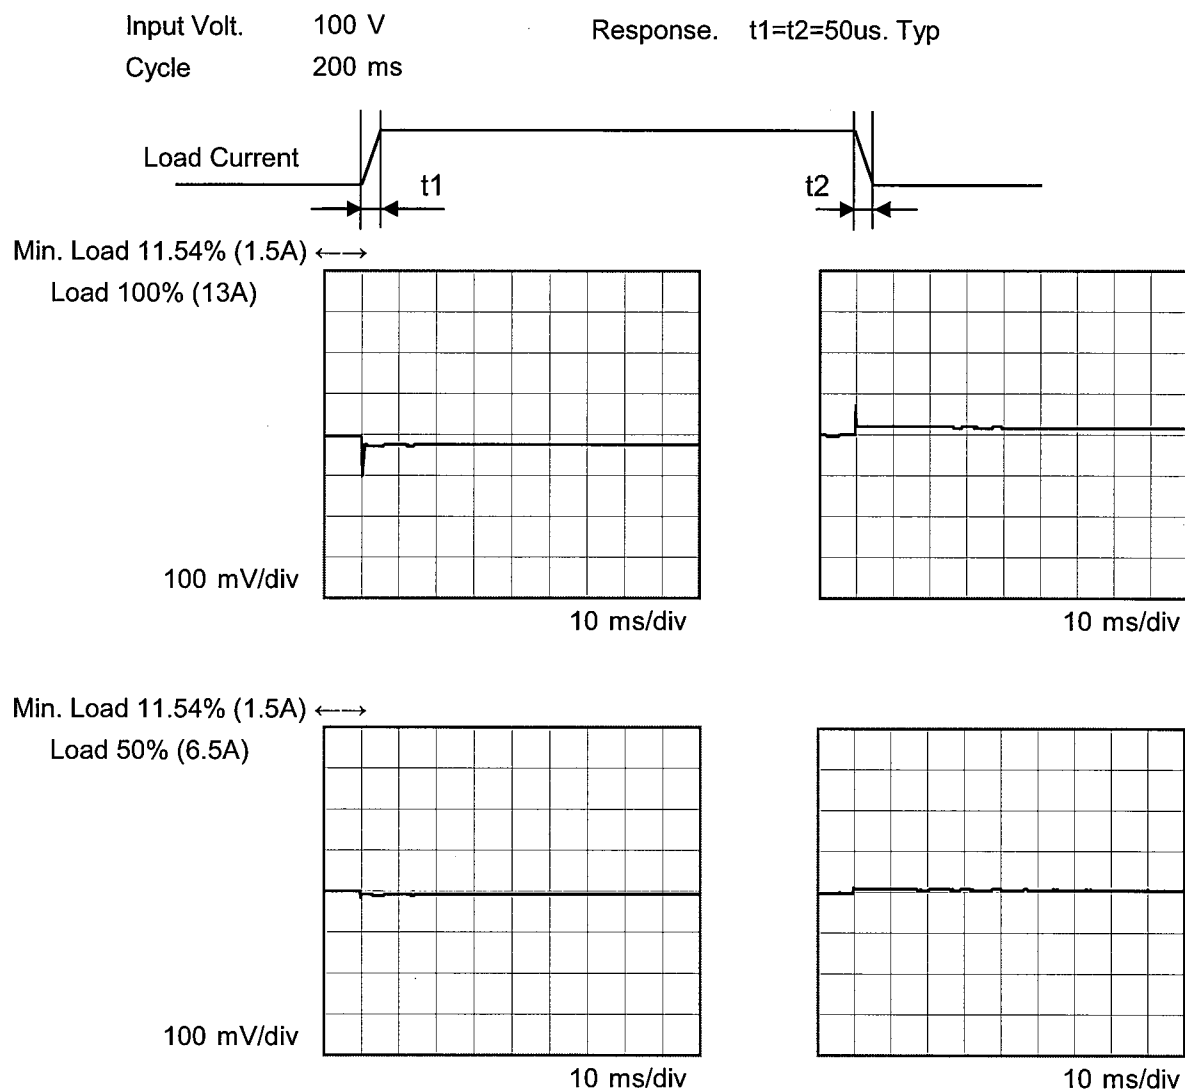 Input Volt. 100 V Response. t1=t2=50us. Typ
Cycle 200 ms
Load Current
t1 t2
Min. Load 11.54% (1.5A) ←--→
Load 100% (13A)
100 mV/div
10 ms/div 10 ms/div
Min. Load 11.54% (1.5A) ←--→
Load 50% (6.5A)
100 mV/div
10 ms/div 10 ms/div